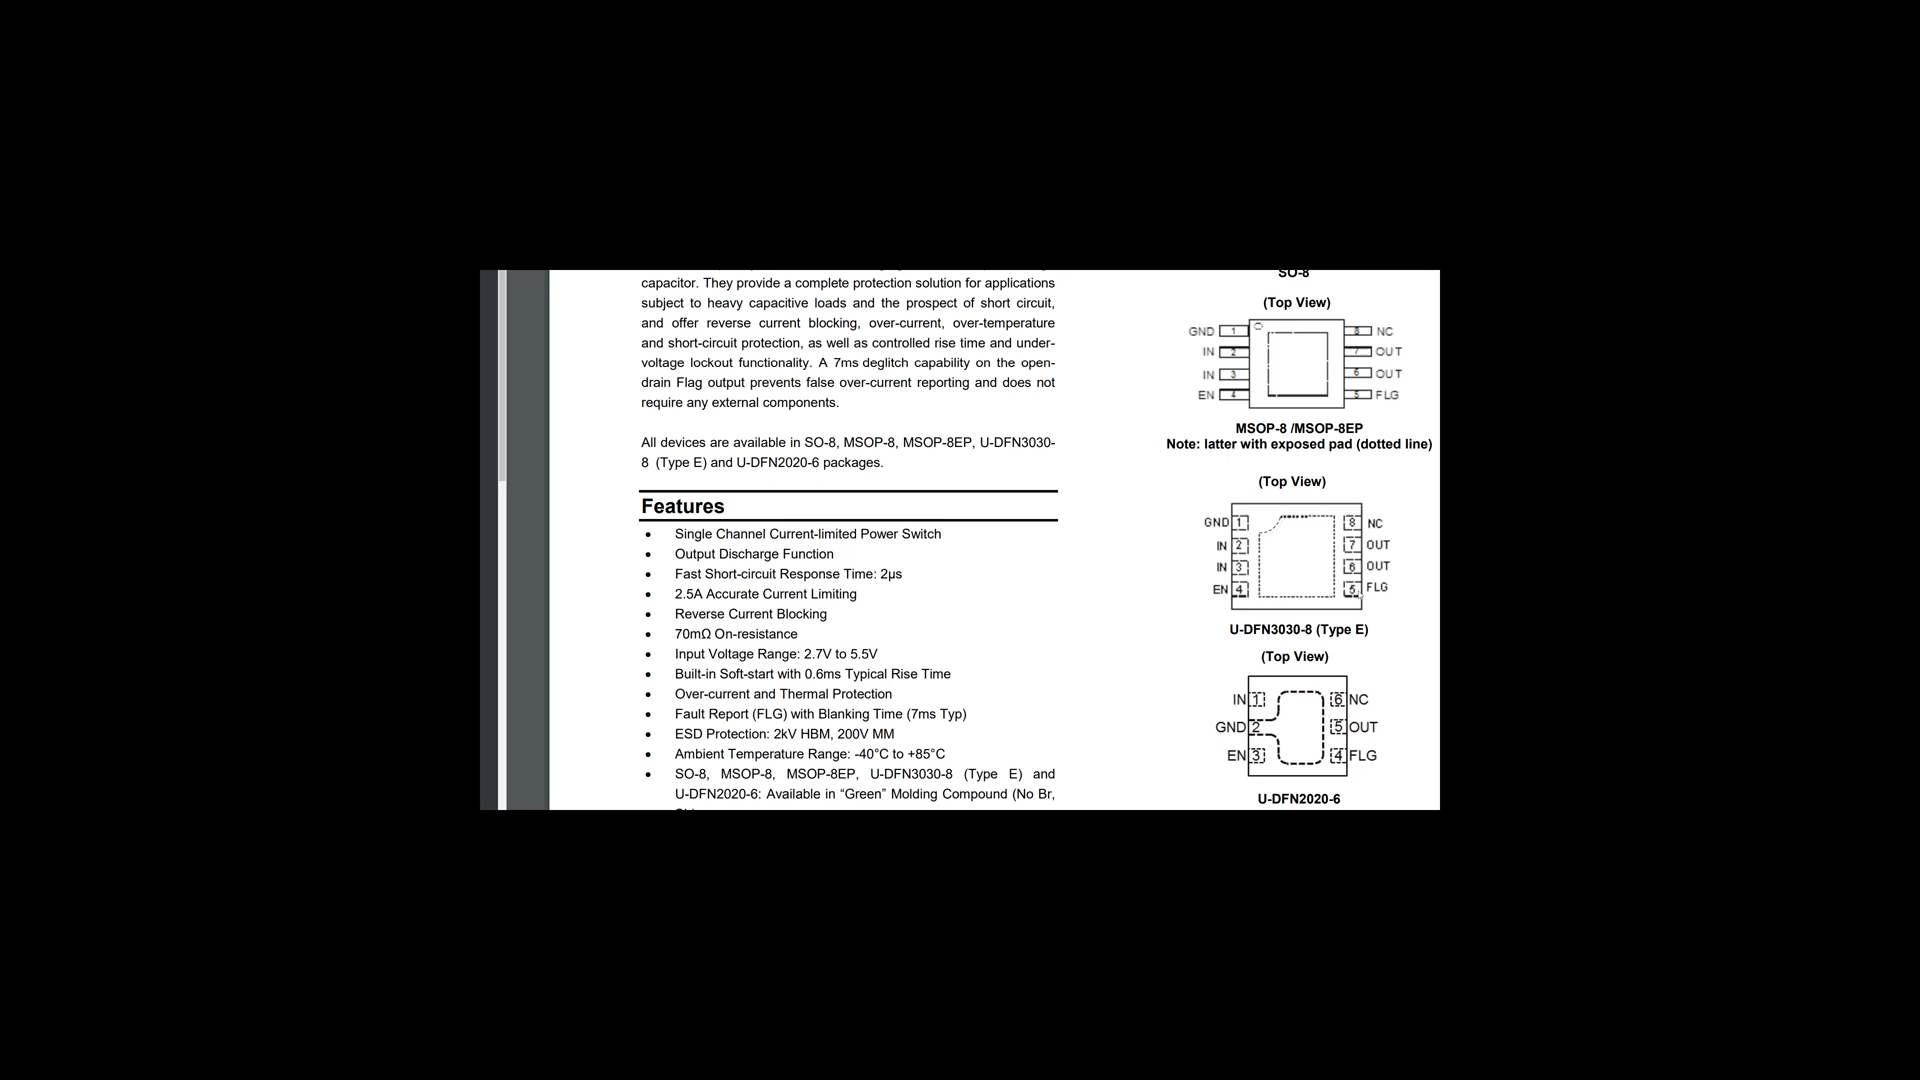 capacitor. They provide a complete protection solution for applications
subject to heavy capacitive loads and the prospect of short circuit,
and offer reverse current blocking, over-current, over-temperature
and short-circuit protection, as well as controlled rise time and under-
voltage lockout functionality. A 7ms deglitch capability on the open-
drain Flag output prevents false over-current reporting and does not
require any external components.
All devices are available in SO-8, MSOP-8, MSOP-8EP, U-DFN3030-
8 (Type E) and U-DFN2020-6 packages.
Features
• Single Channel Current-limited Power Switch
• Output Discharge Function
• Fast Short-circuit Response Time: 2µs
• 2.5A Accurate Current Limiting
• Reverse Current Blocking
• 70mΩ On-resistance
• Input Voltage Range: 2.7V to 5.5V
• Built-in Soft-start with 0.6ms Typical Rise Time
• Over-current and Thermal Protection
• Fault Report (FLG) with Blanking Time (7ms Typ)
• ESD Protection: 2kV HBM, 200V MM
• Ambient Temperature Range: -40°C to +85°C
• SO-8, MSOP-8, MSOP-8EP, U-DFN3030-8 (Type E) and
U-DFN2020-6: Available in “Green” Molding Compound (No Br,
SO-8
(Top View)
GND 1 8 NC
IN 2 7 OUT
IN 3 6 OUT
EN 4 5 FLG
MSOP-8 /MSOP-8EP
Note: latter with exposed pad (dotted line)
(Top View)
GND 1 8 NC
IN 2 7 OUT
IN 3 6 OUT
EN 4 5 FLG
U-DFN3030-8 (Type E)
(Top View)
IN 1 6 NC
GND 2 5 OUT
EN 3 4 FLG
U-DFN2020-6